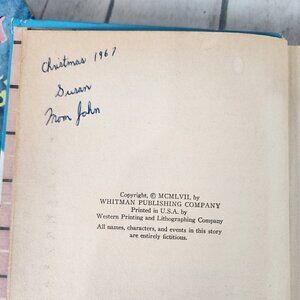 Christmas 1967
Susan
From John
Copyright, © MCMLVII, by
WHITMAN PUBLISHING COMPANY
Printed in U.S.A. by
Western Printing and Lithographing Company
All names, characters, and events in this story
are entirely fictitious.